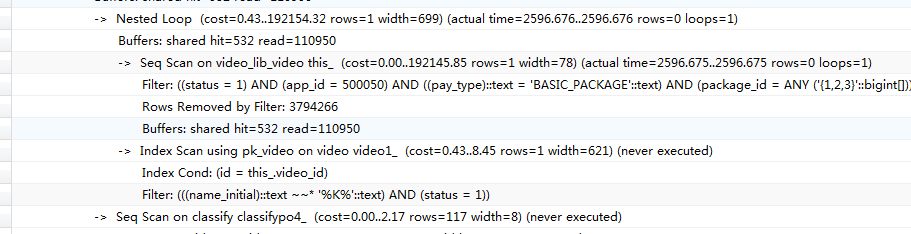 -> Nested Loop (cost=0.43..192154.32 rows=1 width=699) (actual time=2596.676..2596.676 rows=0 loops=1)
Buffers: shared hit=532 read=110950
-> Seq Scan on video_lib_video this_ (cost=0.00..192145.85 rows=1 width=78) (actual time=2596.675..2596.675 rows=0 loops=1)
Filter: ((status = 1) AND (app_id = 500050) AND ((pay_type)::text = 'BASIC_PACKAGE'::text) AND (package_id = ANY ('{1,2,3}'::bigint[]))
Rows Removed by Filter: 3794266
Buffers: shared hit=532 read=110950
-> Index Scan using pk_video on video video1_ (cost=0.43..8.45 rows=1 width=621) (never executed)
Index Cond: (id = this_.video_id)
Filter: (((name_initial)::text ~~* '%K%'::text) AND (status = 1))
-> Seq Scan on classify classifypo4_ (cost=0.00..2.17 rows=117 width=8) (never executed)